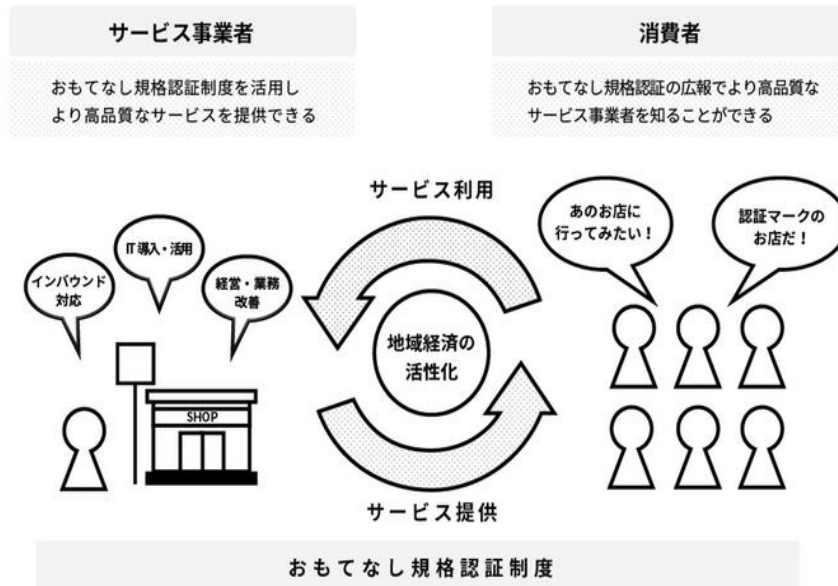 サービス事業者
おもてなし規格認証制度を活用し
より高品質なサービスを提供できる
消費者
おもてなし規格認証の広報でより高品質な
サービス事業者を知ることができる
サービス利用
インバウンド
対応
IT導入・活用
経営・業務
改善
SHOP
地域経済の
活性化
あのお店に
行ってみたい！
認証マークの
お店だ！
サービス提供
おもてなし規格認証制度